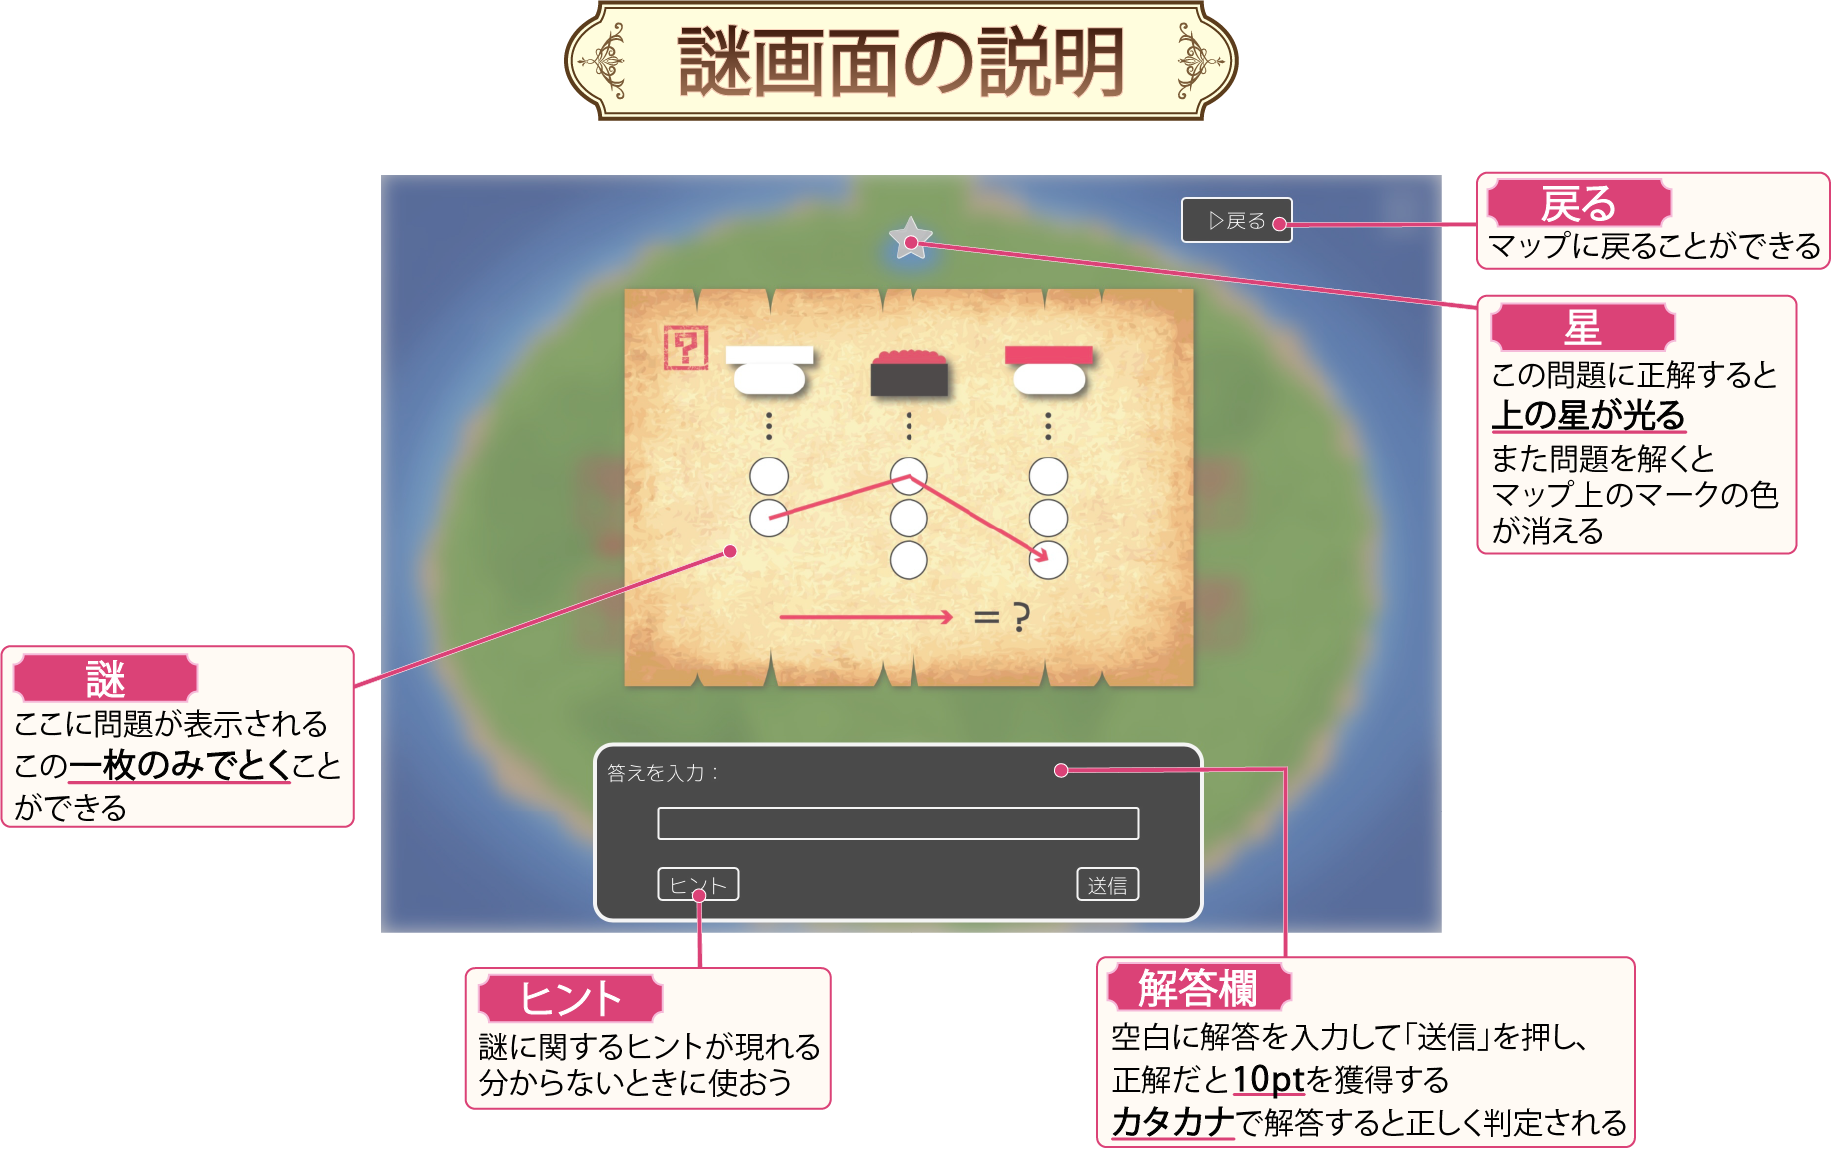 謎画面の説明
▷戻る
戻る
マップに戻ることができる
星
この問題に正解すると
上の星が光る
また問題を解くと
マップ上のマークの色
が消える
?
= ?
謎
ここに問題が表示される
この一枚のみでとくこと
ができる
答えを入力：
ヒント
送信
ヒント
謎に関するヒントが現れる
分からないときに使おう
解答欄
空白に解答を入力して「送信」を押し、
正解だと10ptを獲得する
カタカナで解答すると正しく判定される